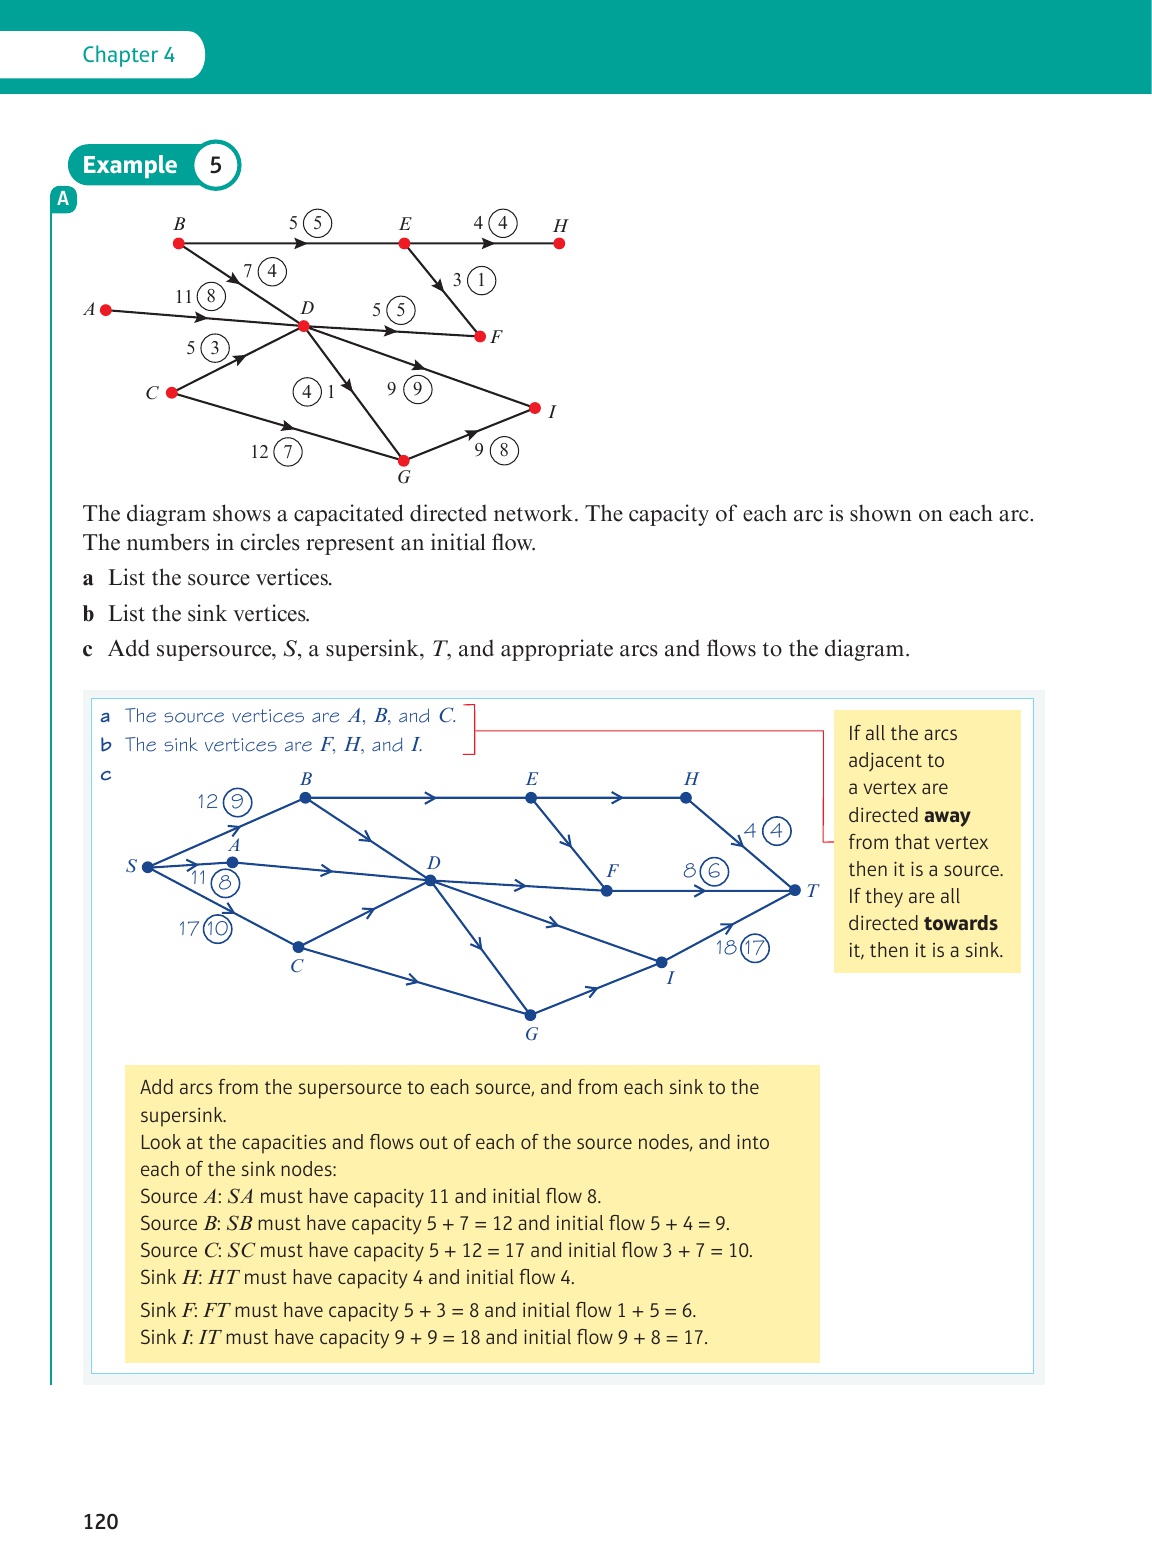 Chapter 4
Example 5
A
B 5 5 E 4 4 H
7 4
3 1
11 8
A D 5 5 F
5 3
C 4 1 9 9 I
12 7 9 8
G
The diagram shows a capacitated directed network. The capacity of each arc is shown on each arc.
The numbers in circles represent an initial flow.
a List the source vertices.
b List the sink vertices.
c Add supersource, S, a supersink, T, and appropriate arcs and flows to the diagram.
a The source vertices are A, B, and C.
b The sink vertices are F, H, and I.
c
B E H
12 9
A 4 4
S D F 8 6 T
11 8
17 10 18 17
C I
G
If all the arcs
adjacent to
a vertex are
directed away
from that vertex
then it is a source.
If they are all
directed towards
it, then it is a sink.
Add arcs from the supersource to each source, and from each sink to the
supersink.
Look at the capacities and flows out of each of the source nodes, and into
each of the sink nodes:
Source A: SA must have capacity 11 and initial flow 8.
Source B: SB must have capacity 5 + 7 = 12 and initial flow 5 + 4 = 9.
Source C: SC must have capacity 5 + 12 = 17 and initial flow 3 + 7 = 10.
Sink H: HT must have capacity 4 and initial flow 4.
Sink F: FT must have capacity 5 + 3 = 8 and initial flow 1 + 5 = 6.
Sink I: IT must have capacity 9 + 9 = 18 and initial flow 9 + 8 = 17.
120